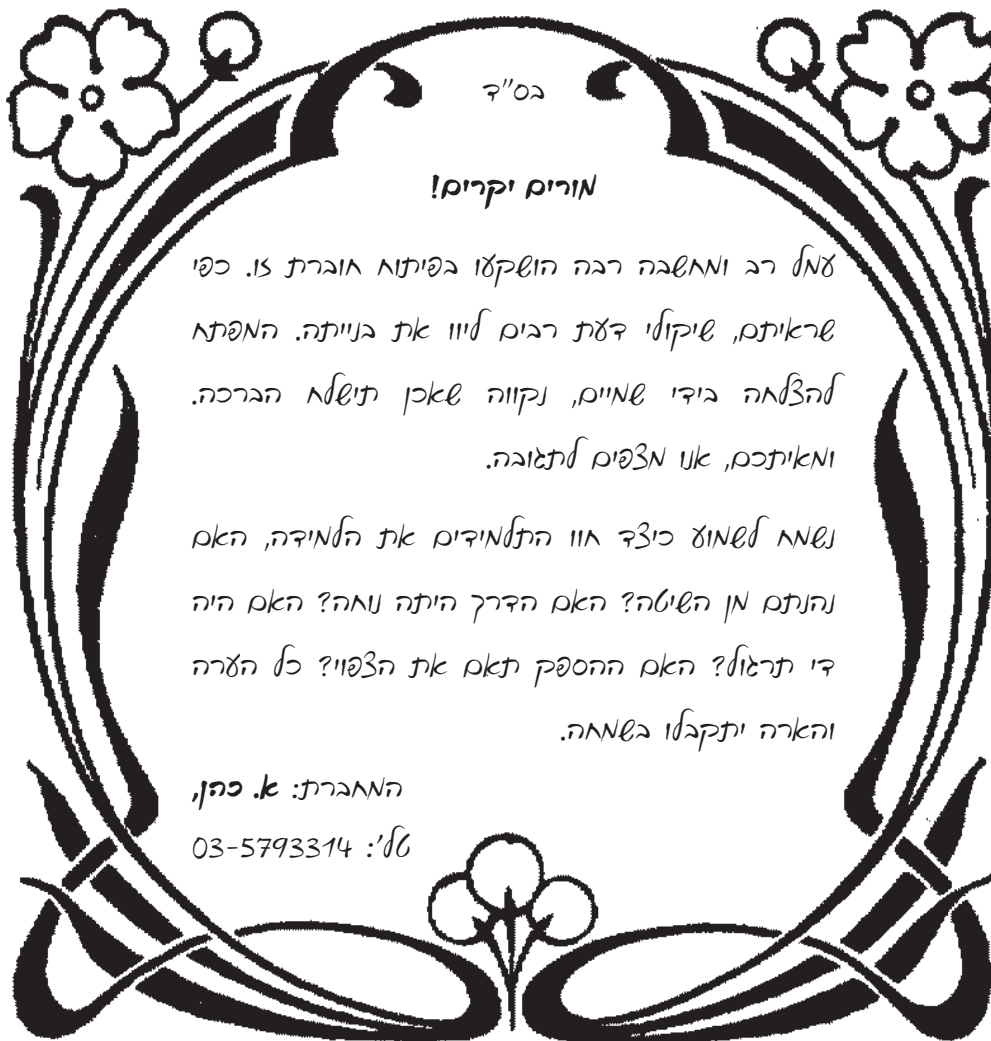 בס"ד
מורים יקרים!
עמל רב ומחשבה רבה הושקעו בפיתוח חוברת זו. כפי
שראיתם, שיקולי דעת רבים ליוו את בנייתה. המפתח
להצלחה בידי שמיים, נקווה שאכן תישלח הברכה.
ומאיתכם, אנו מצפים לתגובה.
נשמח לשמוע כיצד חוו התלמידים את הלמידה, האם
נהנתם מן השיטה? האם הדרך היתה נוחה? האם היה
די תרגול? האם ההספק תאם את הצפוי? כל הערה
והארה יתקבלו בשמחה.
המחברת: א. כהן,
טל': 03-5793314